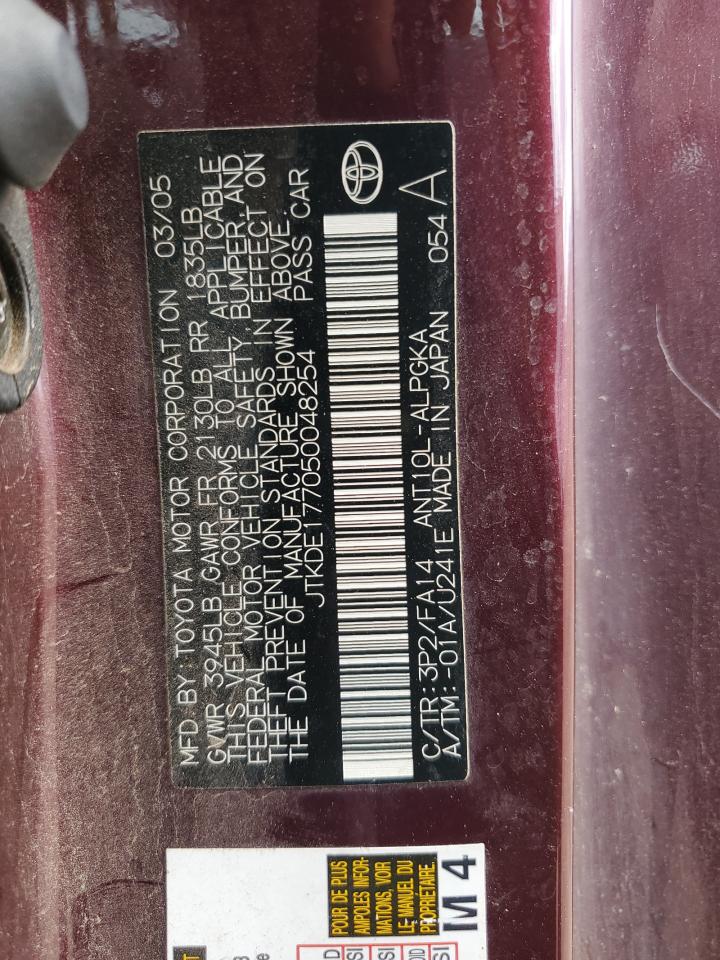 MFD BY:TOYOTA MOTOR CORPORATION 03/05
GVWR 3945LB GAWR FR 2130LB RR 1835LB
THIS VEHICLE CONFORMS TO ALL APPLICABLE
FEDERAL MOTOR VEHICLE SAFETY, BUMPER, AND
THEFT PREVENTION STANDARDS IN EFFECT ON
THE DATE OF MANUFACTURE SHOWN ABOVE.
JTKDE177050048254 PASS CAR
C/TR:3P2/FA14 ANT10L-ALPGKA 054 A
A/TM:-01A/U241E MADE IN JAPAN
POUR DE PLUS
AMPLES INFOR-
MATIONS, VOIR
LE MANUEL DU
PROPRIÉTAIRE.
M4